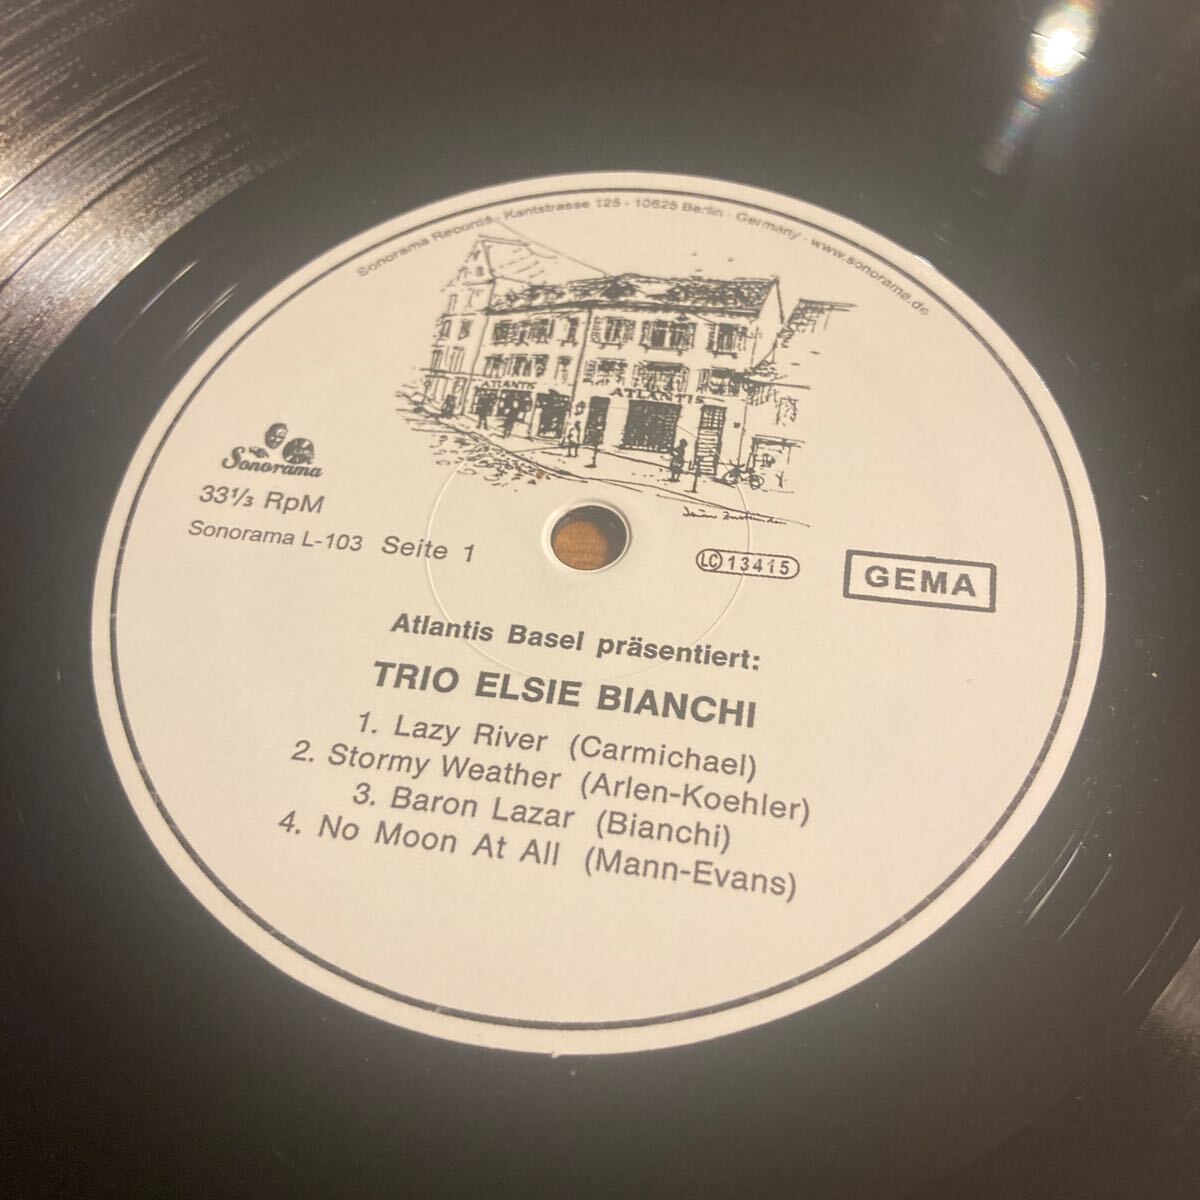 Sonorama Records · Kantstrasse 125 · 10625 Berlin · Germany · www.sonorama.de
ATLANTIS
ATLANTIS
Sonorama
33 1/3 RpM
Sonorama L-103 Seite 1
LC 13415
GEMA
Atlantis Basel präsentiert:
TRIO ELSIE BIANCHI
1. Lazy River (Carmichael)
2. Stormy Weather (Arlen-Koehler)
3. Baron Lazar (Bianchi)
4. No Moon At All (Mann-Evans)